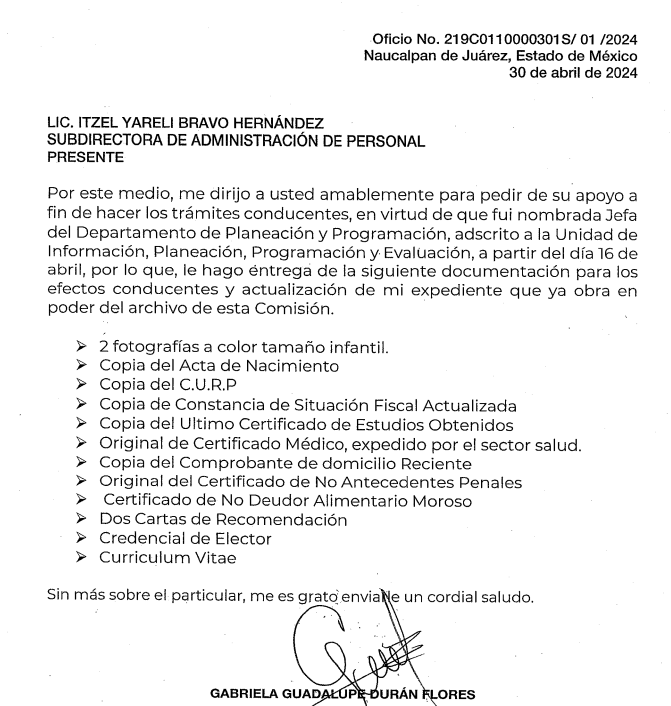 Oficio No. 219C0110000301S/ 01 /2024
Naucalpan de Juárez, Estado de México
30 de abril de 2024
LIC. ITZEL YARELI BRAVO HERNÁNDEZ
SUBDIRECTORA DE ADMINISTRACIÓN DE PERSONAL
PRESENTE
Por este medio, me dirijo a usted amablemente para pedir de su apoyo a
fin de hacer los trámites conducentes, en virtud de que fui nombrada Jefa
del Departamento de Planeación y Programación, adscrito a la Unidad de
Información, Planeación, Programación y Evaluación, a partir del día 16 de
abril, por lo que, le hago entrega de la siguiente documentación para los
efectos conducentes y actualización de mi expediente que ya obra en
poder del archivo de esta Comisión.
➢ 2 fotografías a color tamaño infantil.
➢ Copia del Acta de Nacimiento
➢ Copia del C.U.R.P
➢ Copia de Constancia de Situación Fiscal Actualizada
➢ Copia del Ultimo Certificado de Estudios Obtenidos
➢ Original de Certificado Médico, expedido por el sector salud.
➢ Copia del Comprobante de domicilio Reciente
➢ Original del Certificado de No Antecedentes Penales
➢ Certificado de No Deudor Alimentario Moroso
➢ Dos Cartas de Recomendación
➢ Credencial de Elector
➢ Curriculum Vitae
Sin más sobre el particular, me es grato enviarle un cordial saludo.
GABRIELA GUADALUPE DURÁN FLORES